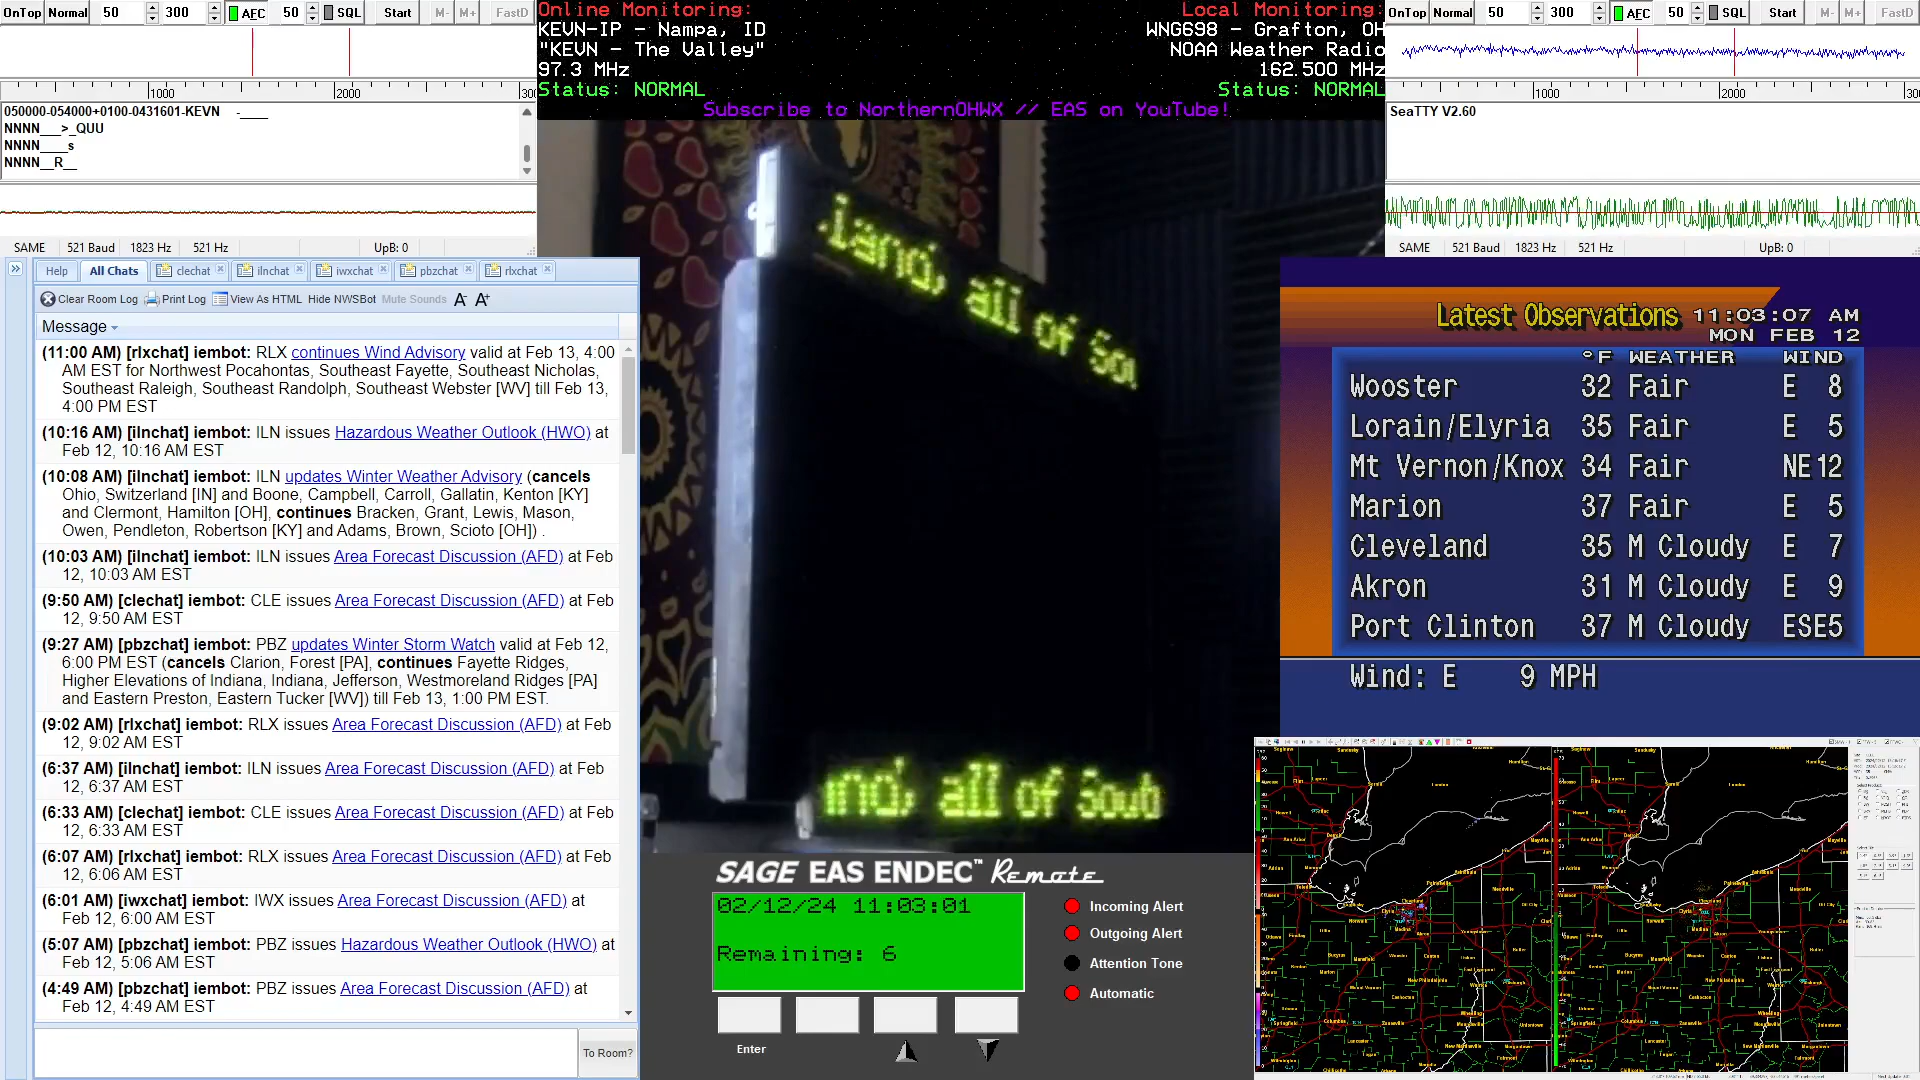 OnTop Normal 50 300 AFC 50 SQL Start M- M+ FastD
1000 2000 300
050000-054000+0100-0431601-KEVN -____
NNNN___>_QUU
NNNN____s
NNNN__R__
SAME 521 Baud 1823 Hz 521 Hz UpB: 0
Online Monitoring:
KEVN-IP - Nampa, ID
"KEVN - The Valley"
97.3 MHz
Status: NORMAL
Local Monitoring:
WNG698 - Grafton, OH
NOAA Weather Radio
162.500 MHz
Status: NORMAL
Subscribe to NorthernOHWX // EAS on YouTube!
OnTop Normal 50 300 AFC 50 SQL Start M- M+ FastD
1000 2000 300
SeaTTY V2.60
SAME 521 Baud 1823 Hz 521 Hz UpB: 0
Help All Chats clechat ilnchat iwxchat pbzchat rlxchat
Clear Room Log Print Log View As HTML Hide NWSBot Mute Sounds A- A+
Message
(11:00 AM) [rlxchat] iembot: RLX continues Wind Advisory valid at Feb 13, 4:00
AM EST for Northwest Pocahontas, Southeast Fayette, Southeast Nicholas,
Southeast Raleigh, Southeast Randolph, Southeast Webster [WV] till Feb 13,
4:00 PM EST
(10:16 AM) [ilnchat] iembot: ILN issues Hazardous Weather Outlook (HWO) at
Feb 12, 10:16 AM EST
(10:08 AM) [ilnchat] iembot: ILN updates Winter Weather Advisory (cancels
Ohio, Switzerland [IN] and Boone, Campbell, Carroll, Gallatin, Kenton [KY]
and Clermont, Hamilton [OH], continues Bracken, Grant, Lewis, Mason,
Owen, Pendleton, Robertson [KY] and Adams, Brown, Scioto [OH]) .
(10:03 AM) [ilnchat] iembot: ILN issues Area Forecast Discussion (AFD) at Feb
12, 10:03 AM EST
(9:50 AM) [clechat] iembot: CLE issues Area Forecast Discussion (AFD) at Feb
12, 9:50 AM EST
(9:27 AM) [pbzchat] iembot: PBZ updates Winter Storm Watch valid at Feb 12,
6:00 PM EST (cancels Clarion, Forest [PA], continues Fayette Ridges,
Higher Elevations of Indiana, Indiana, Jefferson, Westmoreland Ridges [PA]
and Eastern Preston, Eastern Tucker [WV]) till Feb 13, 1:00 PM EST.
(9:02 AM) [rlxchat] iembot: RLX issues Area Forecast Discussion (AFD) at Feb
12, 9:02 AM EST
(6:37 AM) [ilnchat] iembot: ILN issues Area Forecast Discussion (AFD) at Feb
12, 6:37 AM EST
(6:33 AM) [clechat] iembot: CLE issues Area Forecast Discussion (AFD) at Feb
12, 6:33 AM EST
(6:07 AM) [rlxchat] iembot: RLX issues Area Forecast Discussion (AFD) at Feb
12, 6:06 AM EST
(6:01 AM) [iwxchat] iembot: IWX issues Area Forecast Discussion (AFD) at
Feb 12, 6:00 AM EST
(5:07 AM) [pbzchat] iembot: PBZ issues Hazardous Weather Outlook (HWO) at
Feb 12, 5:06 AM EST
(4:49 AM) [pbzchat] iembot: PBZ issues Area Forecast Discussion (AFD) at
Feb 12, 4:49 AM EST
To Room?
all of Sou
all of South
SAGE EAS ENDEC™ Remote
02/12/24 11:03:01
Remaining: 6
Enter
Incoming Alert
Outgoing Alert
Attention Tone
Automatic
Latest Observations 11:03:07 AM
MON FEB 12
°F WEATHER WIND
Wooster 32 Fair E 8
Lorain/Elyria 35 Fair E 5
Mt Vernon/Knox 34 Fair NE12
Marion 37 Fair E 5
Cleveland 35 M Cloudy E 7
Akron 31 M Cloudy E 9
Port Clinton 37 M Cloudy ESE5
Wind: E 9 MPH